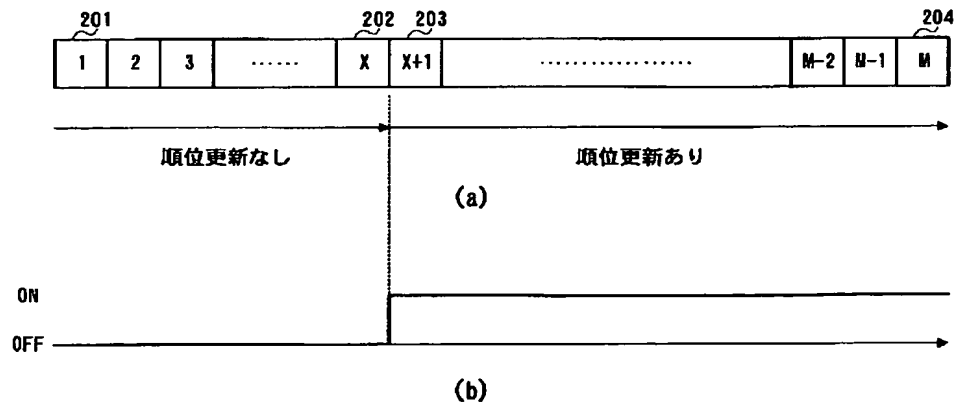 201 202 203 204
1 2 3 ...... X X+1 .................. M-2 M-1 M
順位更新なし 順位更新あり
(a)
ON
OFF
(b)